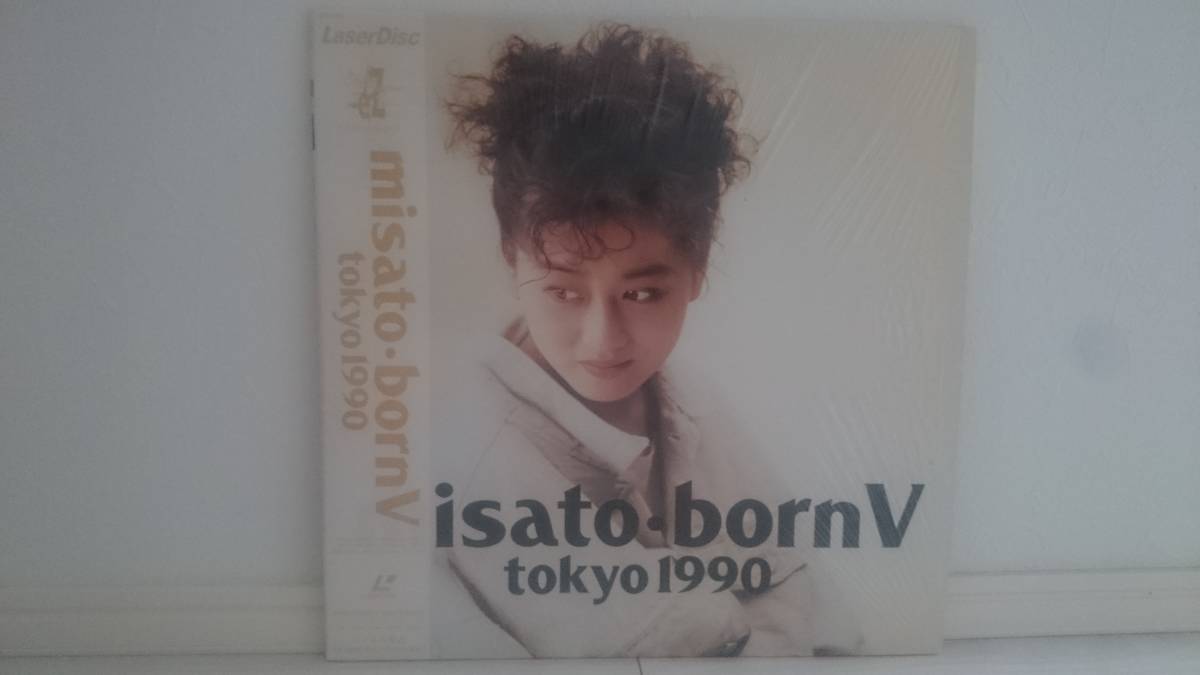 LaserDisc
misato·bornV
tokyo 1990
isato·bornV
tokyo 1990